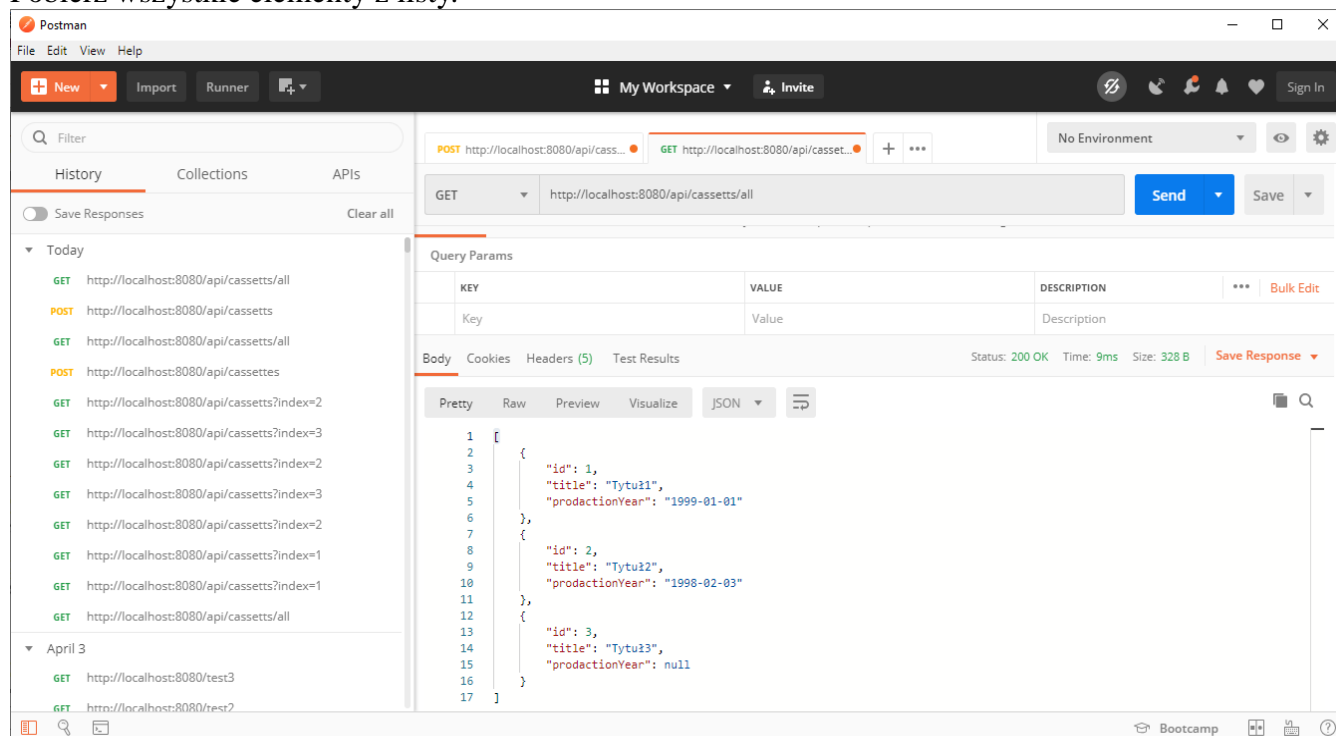 Pobierz wszystkie elementy z listy.
Postman
File Edit View Help
New Import Runner My Workspace Invite Sign In
Filter
History Collections APIs
Save Responses Clear all
Today
GET http://localhost:8080/api/cassetts/all
POST http://localhost:8080/api/cassetts
GET http://localhost:8080/api/cassetts/all
POST http://localhost:8080/api/cassettes
GET http://localhost:8080/api/cassetts?index=2
GET http://localhost:8080/api/cassetts?index=3
GET http://localhost:8080/api/cassetts?index=2
GET http://localhost:8080/api/cassetts?index=3
GET http://localhost:8080/api/cassetts?index=2
GET http://localhost:8080/api/cassetts?index=1
GET http://localhost:8080/api/cassetts?index=1
GET http://localhost:8080/api/cassetts/all
April 3
GET http://localhost:8080/test3
GET http://localhost:8080/test2
POST http://localhost:8080/api/cass... GET http://localhost:8080/api/casset... No Environment
GET http://localhost:8080/api/cassetts/all Send Save
Query Params
KEY VALUE DESCRIPTION ••• Bulk Edit
Key Value Description
Body Cookies Headers (5) Test Results Status: 200 OK Time: 9ms Size: 328 B Save Response
Pretty Raw Preview Visualize JSON
1 [
2 {
3 "id": 1,
4 "title": "Tytuł1",
5 "prodactionYear": "1999-01-01"
6 },
7 {
8 "id": 2,
9 "title": "Tytuł2",
10 "prodactionYear": "1998-02-03"
11 },
12 {
13 "id": 3,
14 "title": "Tytuł3",
15 "prodactionYear": null
16 }
17 ]
Bootcamp